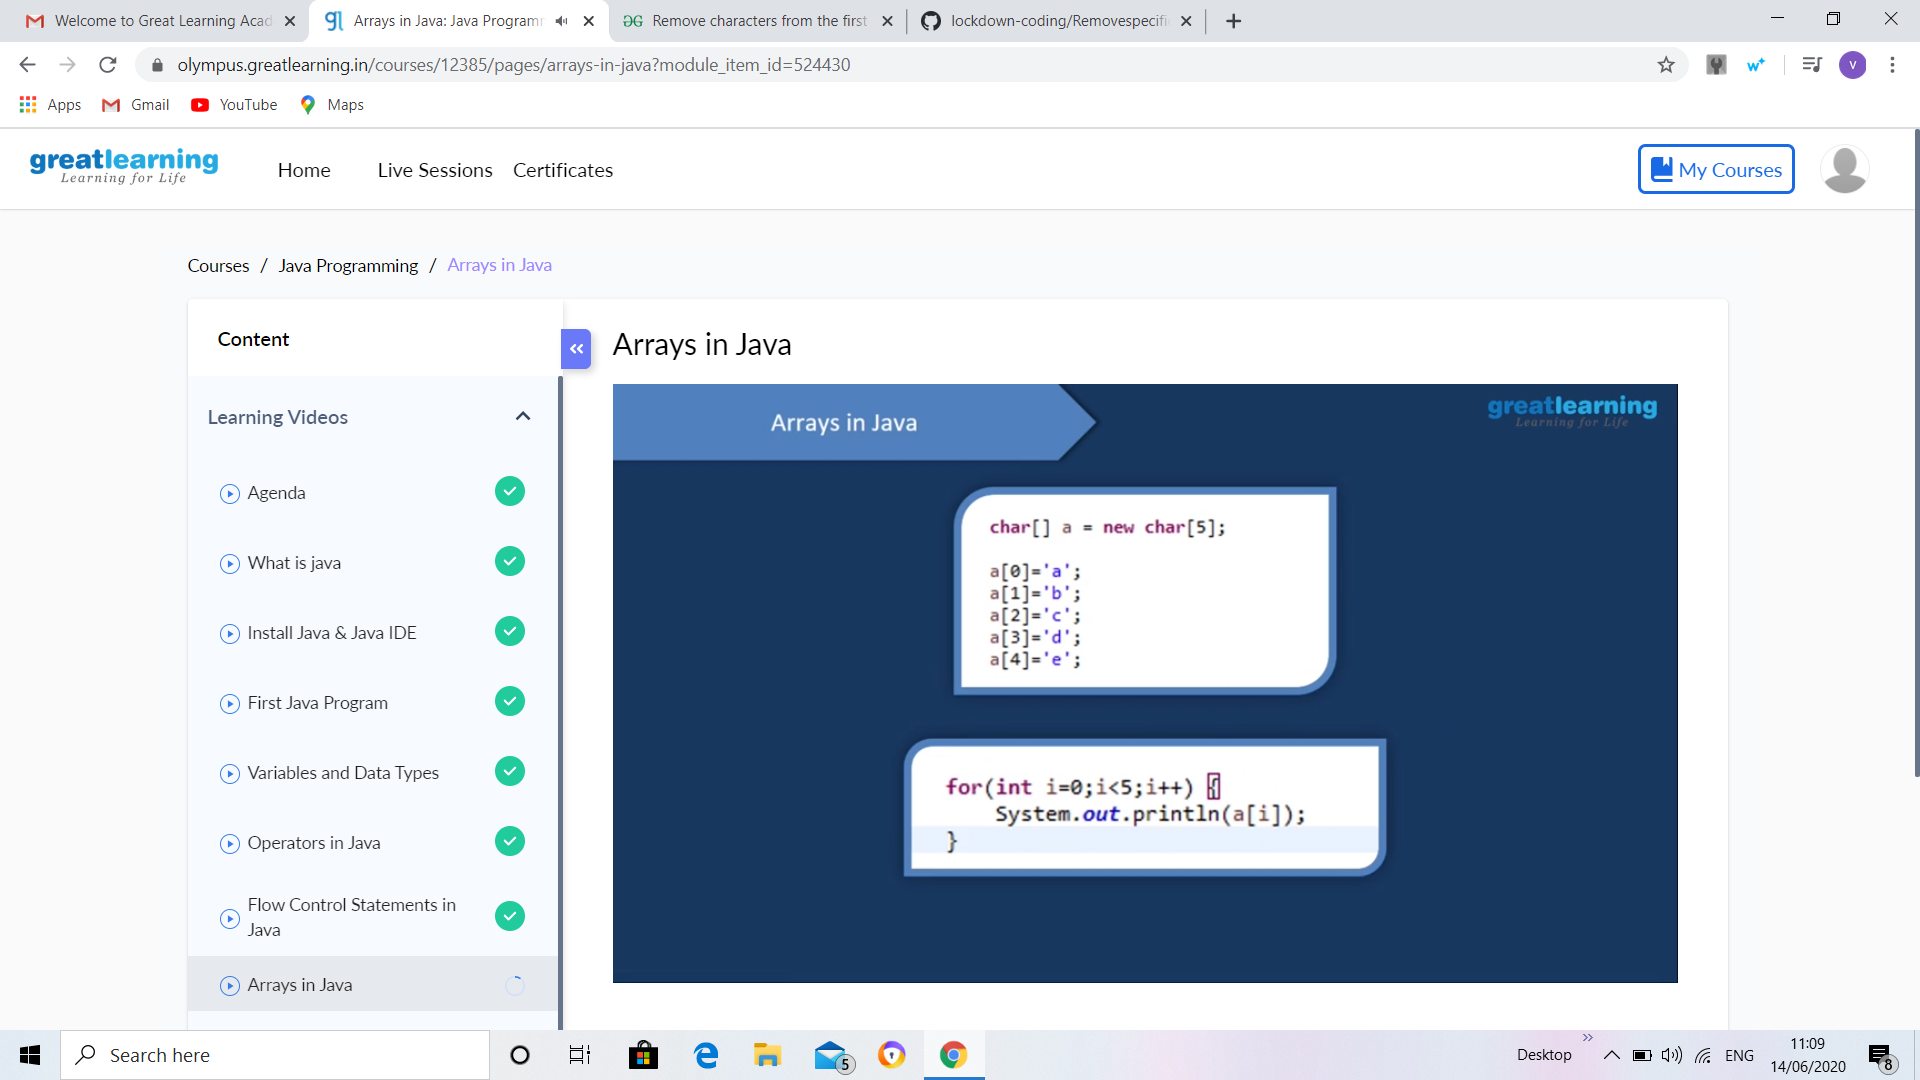 Welcome to Great Learning Acad
Arrays in Java: Java Programm
Remove characters from the first
lockdown-coding/Removespecifi
olympus.greatlearning.in/courses/12385/pages/arrays-in-java?module_item_id=524430
V
Apps Gmail YouTube Maps
greatlearning
Learning for Life
Home Live Sessions Certificates
My Courses
Courses / Java Programming / Arrays in Java
Content
Learning Videos
Agenda
What is java
Install Java & Java IDE
First Java Program
Variables and Data Types
Operators in Java
Flow Control Statements in
Java
Arrays in Java
Arrays in Java
Arrays in Java
greatlearning
Learning for Life
char[] a = new char[5];
a[0]='a';
a[1]='b';
a[2]='c';
a[3]='d';
a[4]='e';
for(int i=0;i<5;i++) {
System.out.println(a[i]);
}
Search here
5
Desktop
ENG
11:09
14/06/2020
8